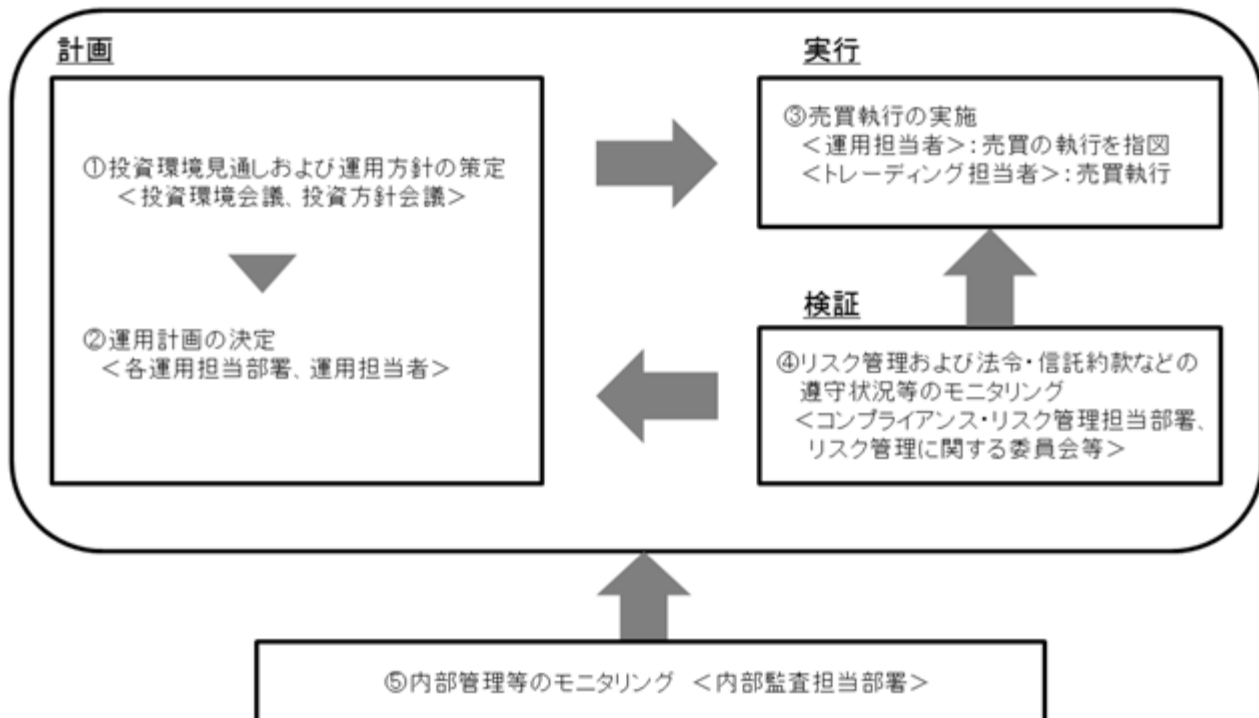 計画
①投資環境見通しおよび運用方針の策定
＜投資環境会議、投資方針会議＞
②運用計画の決定
＜各運用担当部署、運用担当者＞
実行
③売買執行の実施
＜運用担当者＞：売買の執行を指図
＜トレーディング担当者＞：売買執行
検証
④リスク管理および法令・信託約款などの
遵守状況等のモニタリング
＜コンプライアンス・リスク管理担当部署、
リスク管理に関する委員会等＞
⑤内部管理等のモニタリング ＜内部監査担当部署＞